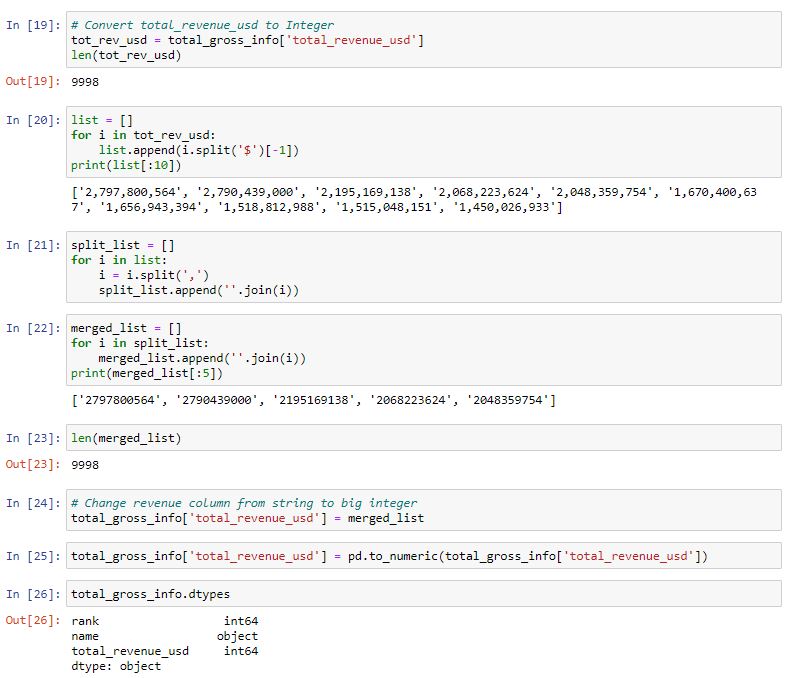 In [19]: # Convert total_revenue_usd to Integer
tot_rev_usd = total_gross_info['total_revenue_usd']
len(tot_rev_usd)
Out[19]: 9998
In [20]: list = []
for i in tot_rev_usd:
    list.append(i.split('$')[-1])
print(list[:10])
['2,797,800,564', '2,790,439,000', '2,195,169,138', '2,068,223,624', '2,048,359,754', '1,670,400,63
7', '1,656,943,394', '1,518,812,988', '1,515,048,151', '1,450,026,933']
In [21]: split_list = []
for i in list:
    i = i.split(',')
    split_list.append(''.join(i))
In [22]: merged_list = []
for i in split_list:
    merged_list.append(''.join(i))
print(merged_list[:5])
['2797800564', '2790439000', '2195169138', '2068223624', '2048359754']
In [23]: len(merged_list)
Out[23]: 9998
In [24]: # Change revenue column from string to big integer
total_gross_info['total_revenue_usd'] = merged_list
In [25]: total_gross_info['total_revenue_usd'] = pd.to_numeric(total_gross_info['total_revenue_usd'])
In [26]: total_gross_info.dtypes
Out[26]: rank int64
name object
total_revenue_usd int64
dtype: object